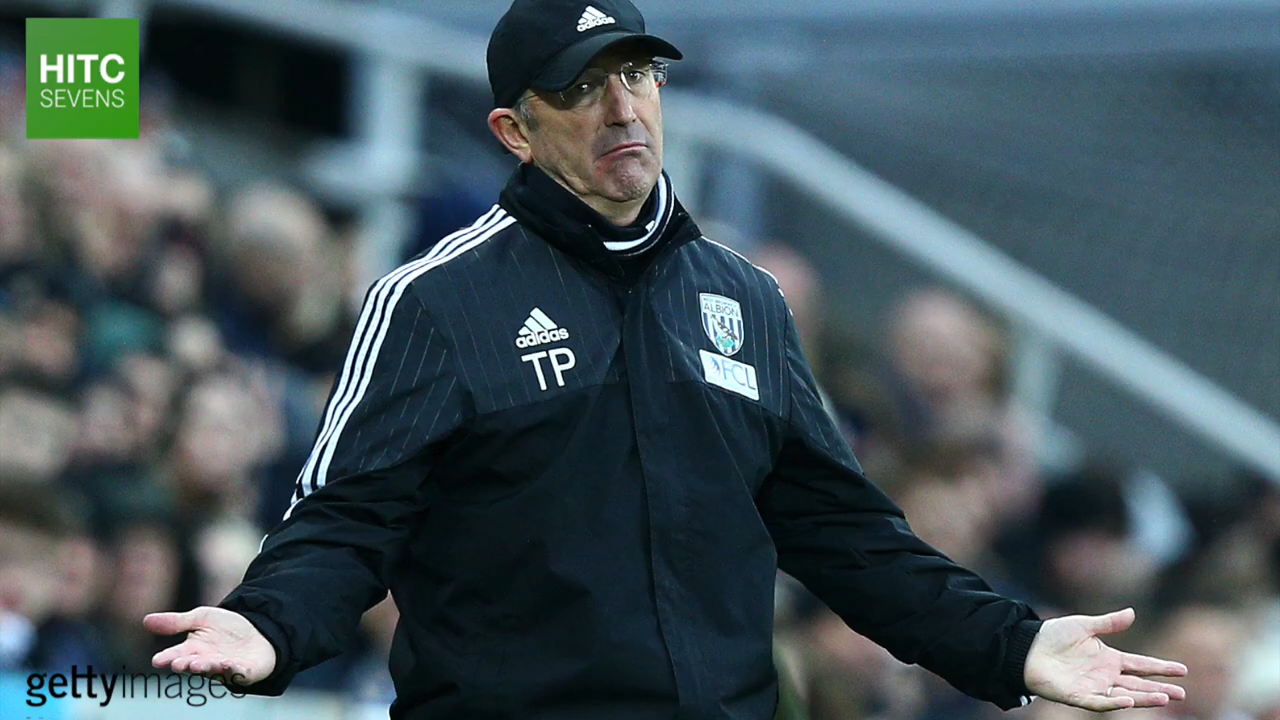 HITC
SEVENS
adidas
adidas
TP
ALBION
FCL
gettyimages